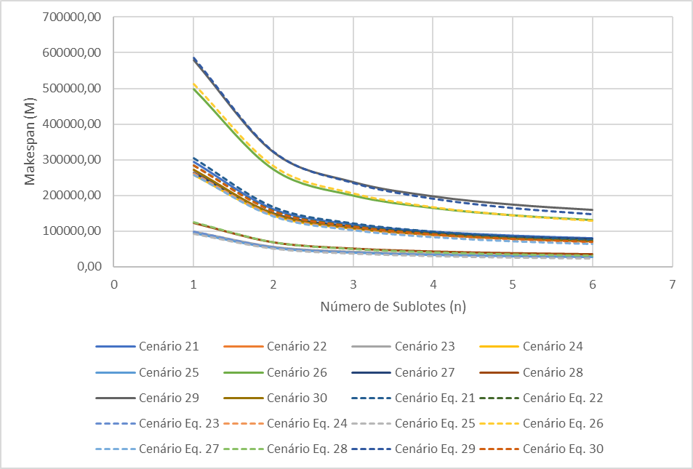 700000,00
600000,00
500000,00
400000,00
300000,00
200000,00
100000,00
0,00
Makespan (M)
0 1 2 3 4 5 6 7
Número de Sublotes (n)
Cenário 21 Cenário 22 Cenário 23 Cenário 24
Cenário 25 Cenário 26 Cenário 27 Cenário 28
Cenário 29 Cenário 30 Cenário Eq. 21 Cenário Eq. 22
Cenário Eq. 23 Cenário Eq. 24 Cenário Eq. 25 Cenário Eq. 26
Cenário Eq. 27 Cenário Eq. 28 Cenário Eq. 29 Cenário Eq. 30